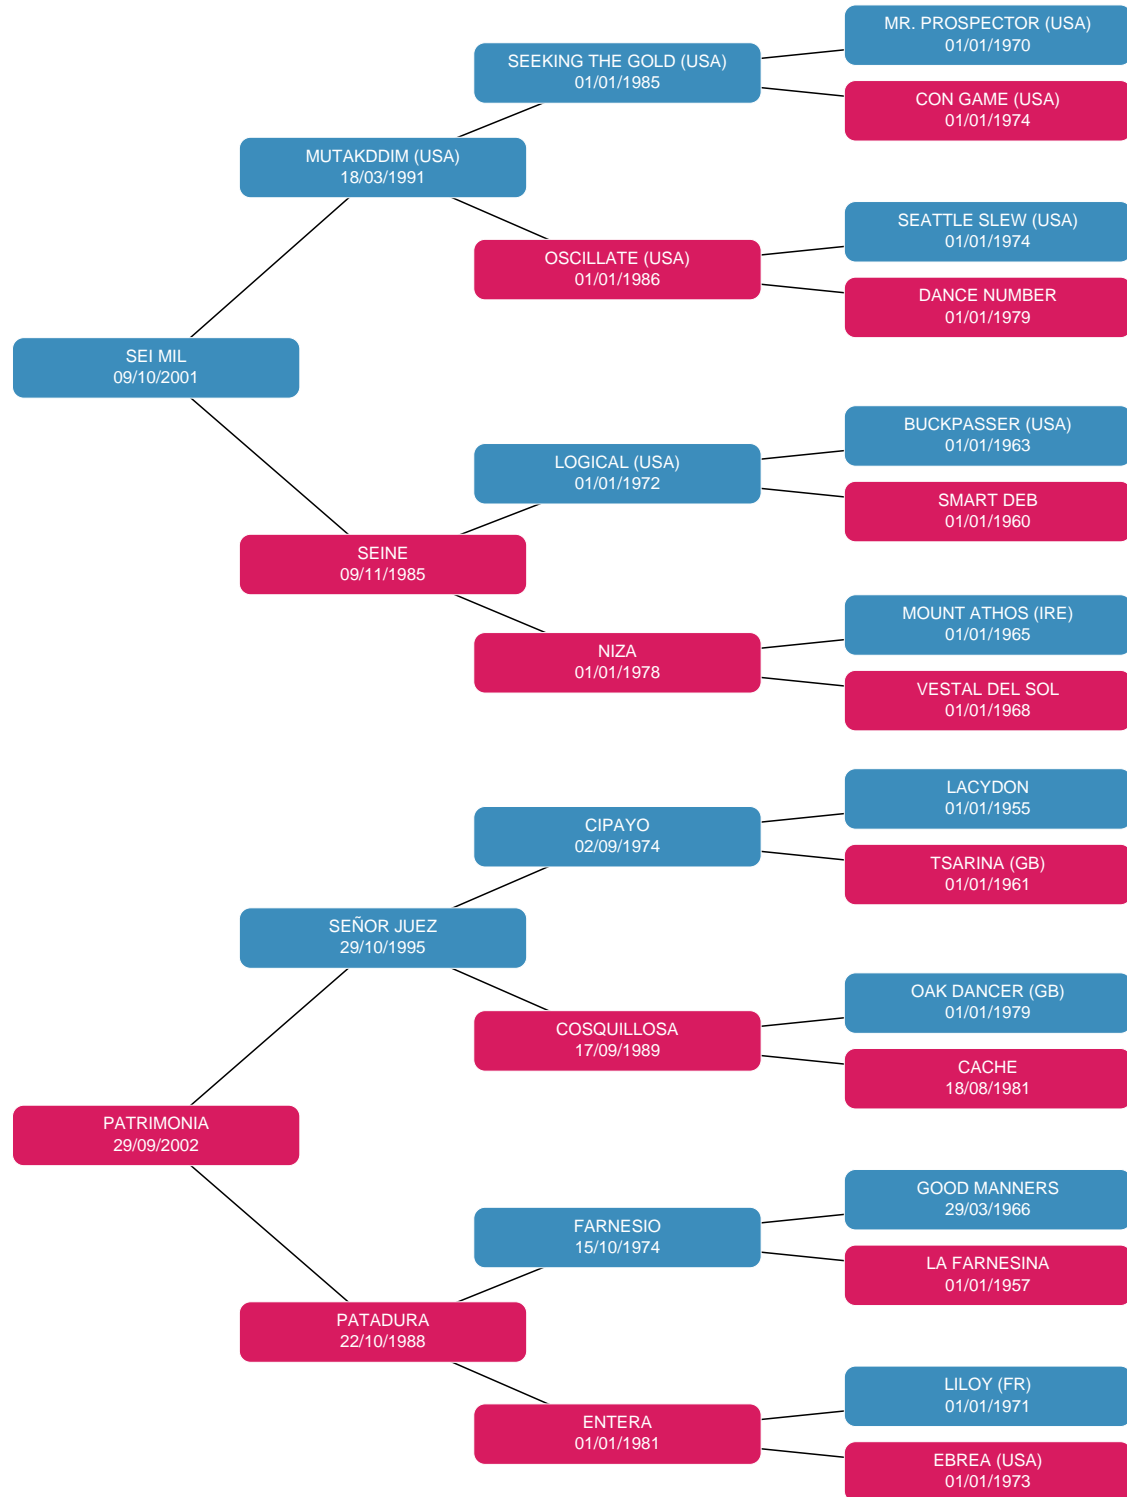 MR. PROSPECTOR (USA)
01/01/1970
SEEKING THE GOLD (USA)
01/01/1985
CON GAME (USA)
01/01/1974
MUTAKDDIM (USA)
18/03/1991
SEATTLE SLEW (USA)
01/01/1974
OSCILLATE (USA)
01/01/1986
DANCE NUMBER
01/01/1979
SEI MIL
09/10/2001
BUCKPASSER (USA)
01/01/1963
LOGICAL (USA)
01/01/1972
SMART DEB
01/01/1960
SEINE
09/11/1985
MOUNT ATHOS (IRE)
01/01/1965
NIZA
01/01/1978
VESTAL DEL SOL
01/01/1968
LACYDON
01/01/1955
CIPAYO
02/09/1974
TSARINA (GB)
01/01/1961
SEÑOR JUEZ
29/10/1995
OAK DANCER (GB)
01/01/1979
COSQUILLOSA
17/09/1989
CACHE
18/08/1981
PATRIMONIA
29/09/2002
GOOD MANNERS
29/03/1966
FARNESIO
15/10/1974
LA FARNESINA
01/01/1957
PATADURA
22/10/1988
LILOY (FR)
01/01/1971
ENTERA
01/01/1981
EBREA (USA)
01/01/1973